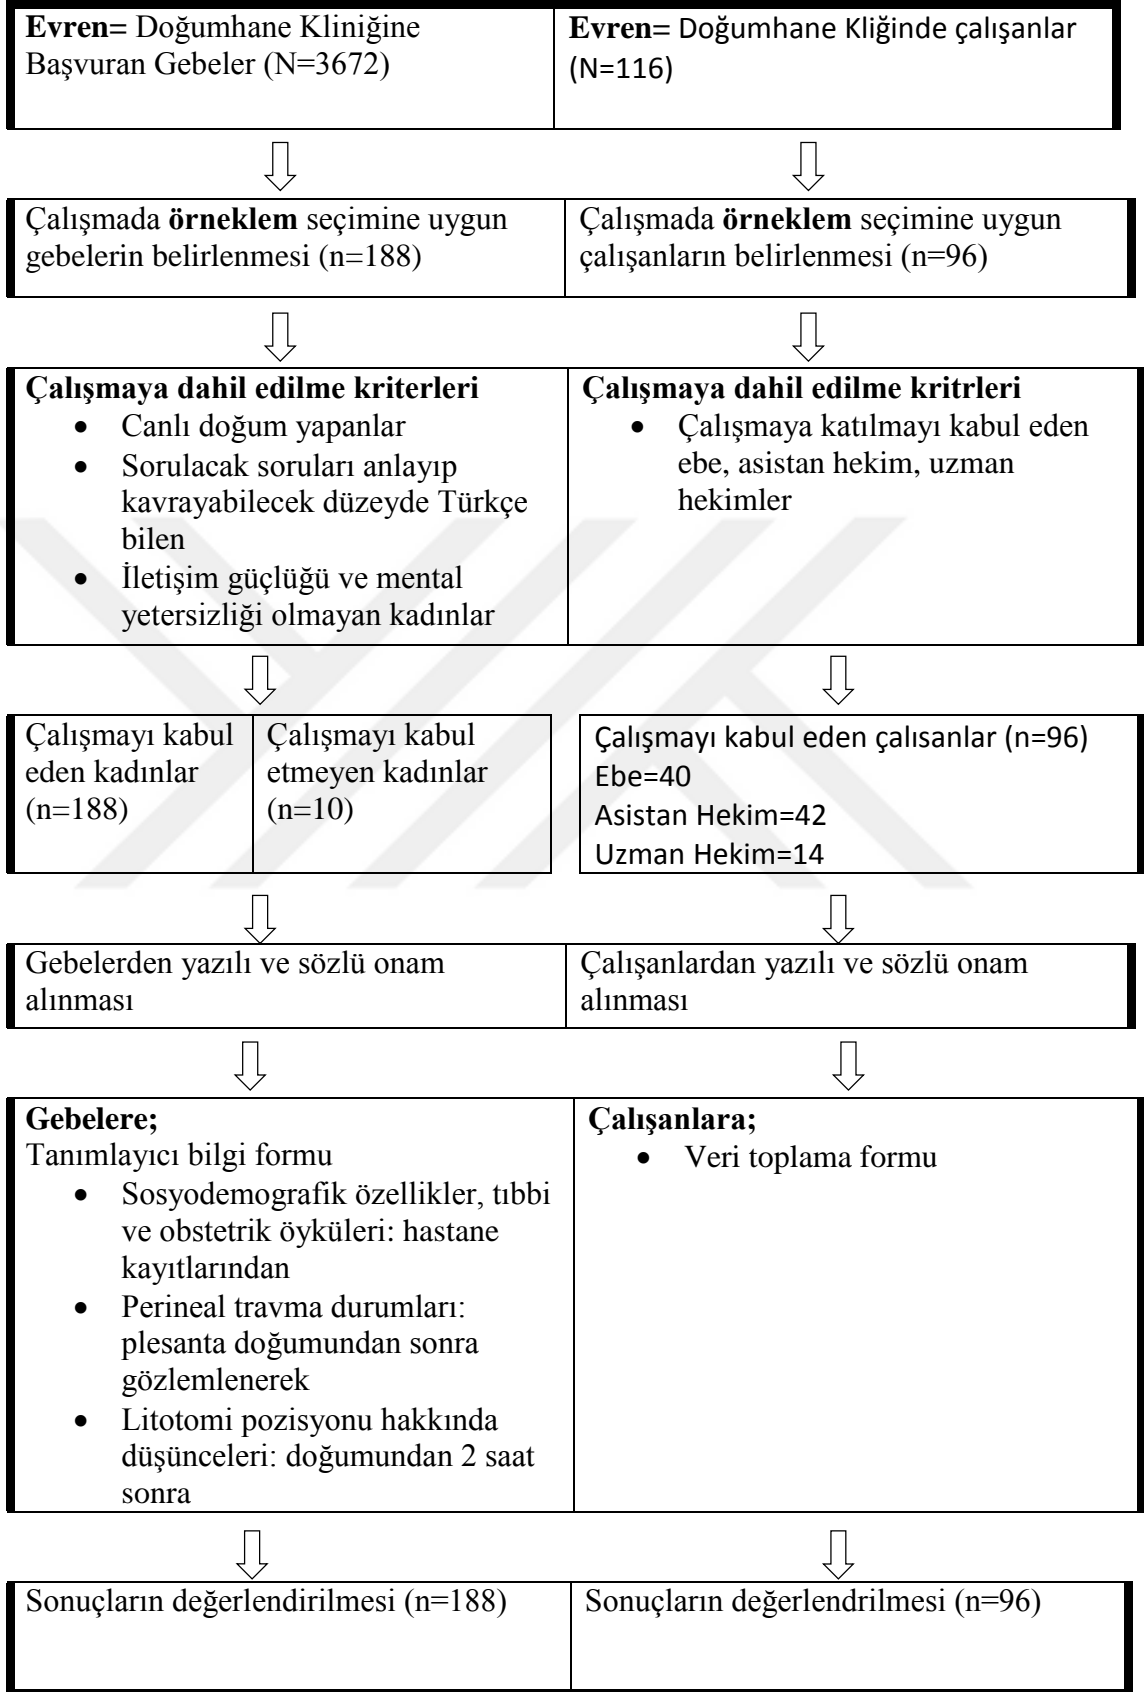 Evren= Doğumhane Kliniğine
Başvuran Gebeler (N=3672)
Evren= Doğumhane Kliğinde çalışanlar
(N=116)
Çalışmada örneklem seçimine uygun
gebelerin belirlenmesi (n=188)
Çalışmada örneklem seçimine uygun
çalışanların belirlenmesi (n=96)
Çalışmaya dahil edilme kriterleri
• Canlı doğum yapanlar
• Sorulacak soruları anlayıp
kavrayabilecek düzeyde Türkçe
bilen
• İletişim güçlüğü ve mental
yetersizliği olmayan kadınlar
Çalışmaya dahil edilme kritrleri
• Çalışmaya katılmayı kabul eden
ebe, asistan hekim, uzman
hekimler
Çalışmayı kabul
eden kadınlar
(n=188)
Çalışmayı kabul
etmeyen kadınlar
(n=10)
Çalışmayı kabul eden çalısanlar (n=96)
Ebe=40
Asistan Hekim=42
Uzman Hekim=14
Gebelerden yazılı ve sözlü onam
alınması
Çalışanlardan yazılı ve sözlü onam
alınması
Gebelere;
Tanımlayıcı bilgi formu
• Sosyodemografik özellikler, tıbbi
ve obstetrik öyküleri: hastane
kayıtlarından
• Perineal travma durumları:
plesanta doğumundan sonra
gözlemlenerek
• Litotomi pozisyonu hakkında
düşünceleri: doğumundan 2 saat
sonra
Çalışanlara;
• Veri toplama formu
Sonuçların değerlendirilmesi (n=188)
Sonuçların değerlendrilmesi (n=96)